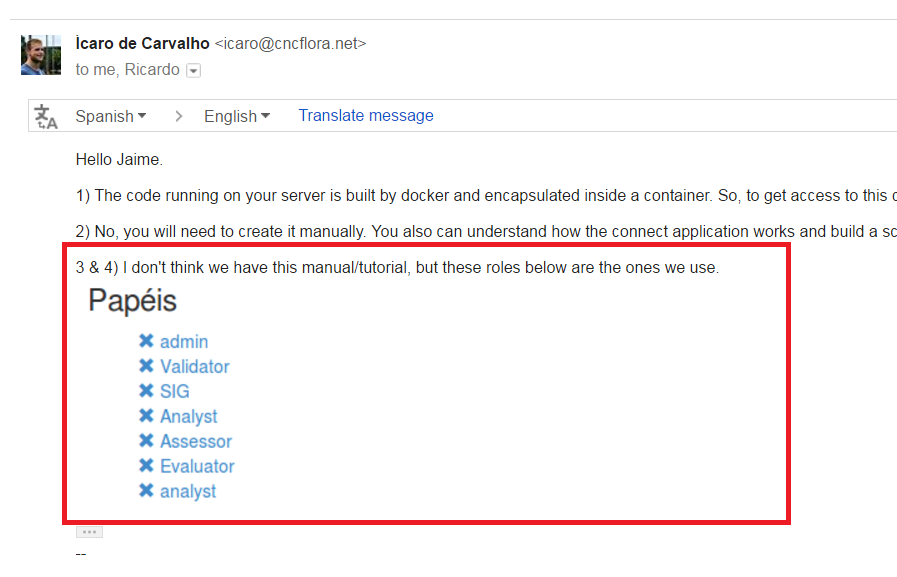 Ícaro de Carvalho <icaro@cncflora.net>
to me, Ricardo
Spanish > English Translate message
Hello Jaime.
1) The code running on your server is built by docker and encapsulated inside a container. So, to get access to this
2) No, you will need to create it manually. You also can understand how the connect application works and build a
3 & 4) I don't think we have this manual/tutorial, but these roles below are the ones we use.
Papéis
✖ admin
✖ Validator
✖ SIG
✖ Analyst
✖ Assessor
✖ Evaluator
✖ analyst
...
--